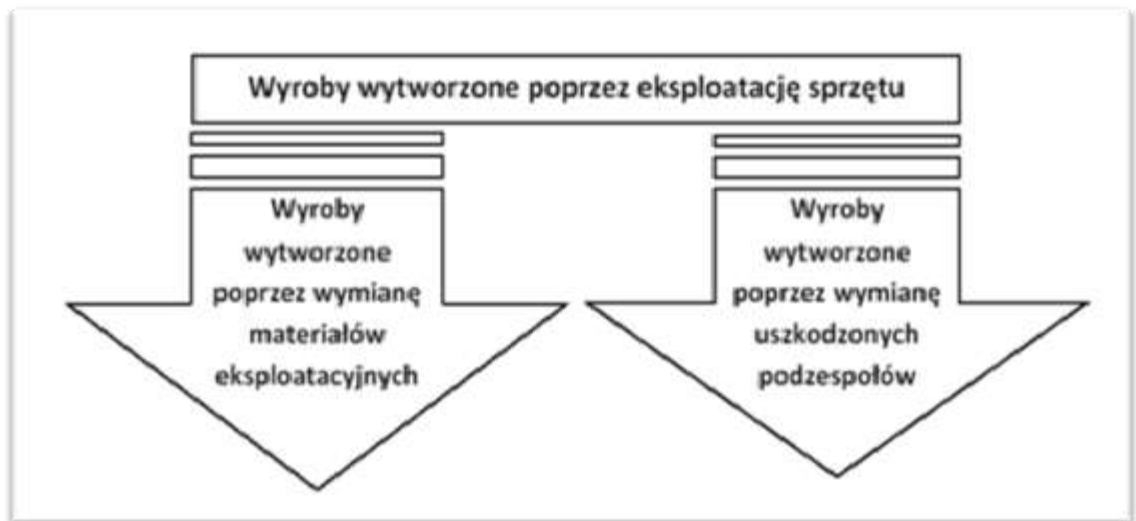 Wyroby wytworzone poprzez eksploatację sprzętu
Wyroby
wytworzone
poprzez wymianę
materiałów
eksploatacyjnych
Wyroby
wytworzone
poprzez wymianę
uszkodzonych
podzespołów